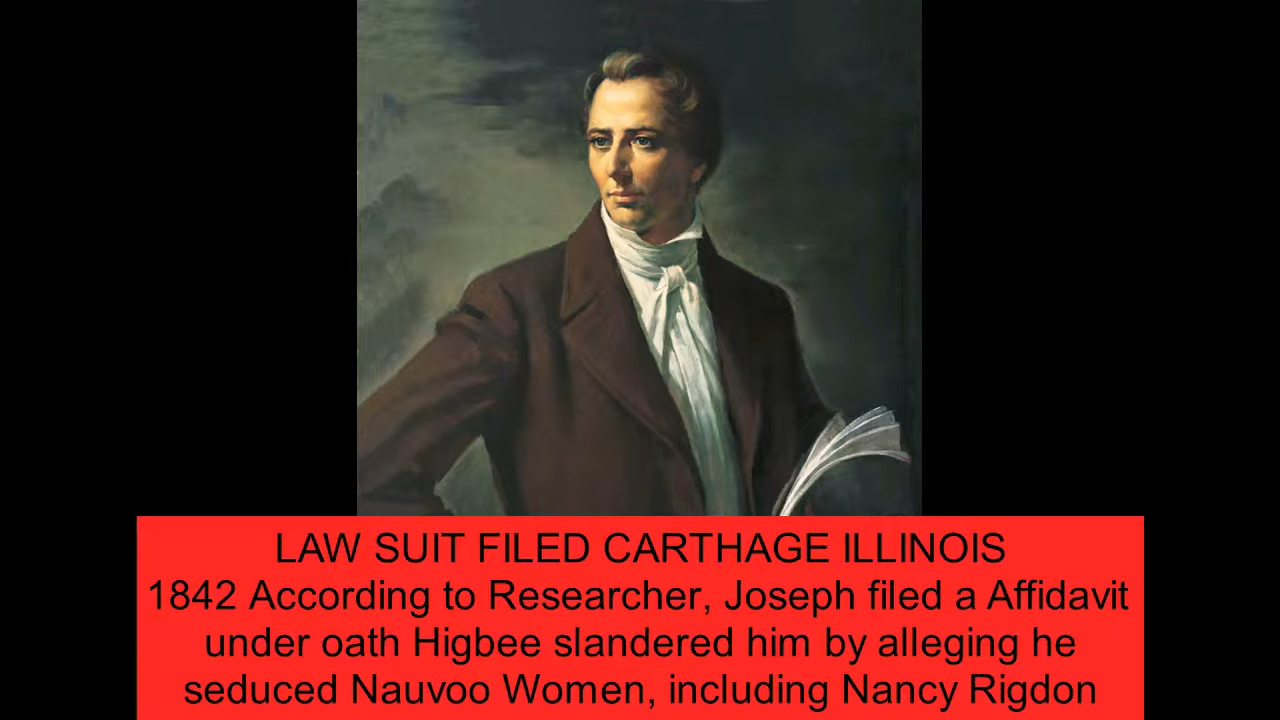 LAW SUIT FILED CARTHAGE ILLINOIS
1842 According to Researcher, Joseph filed a Affidavit
under oath Higbee slandered him by alleging he
seduced Nauvoo Women, including Nancy Rigdon